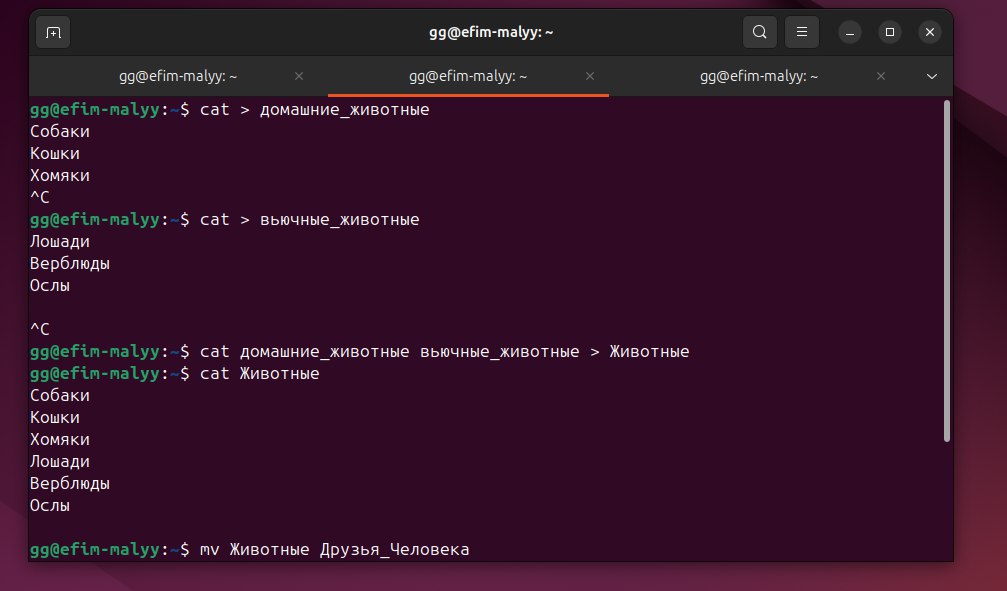 gg@efim-malyy: ~
gg@efim-malyy: ~ gg@efim-malyy: ~ gg@efim-malyy: ~
gg@efim-malyy:~$ cat > домашние_животные
Собаки
Кошки
Хомяки
^C
gg@efim-malyy:~$ cat > вьючные_животные
Лошади
Верблюды
Ослы
^C
gg@efim-malyy:~$ cat домашние_животные вьючные_животные > Животные
gg@efim-malyy:~$ cat Животные
Собаки
Кошки
Хомяки
Лошади
Верблюды
Ослы
gg@efim-malyy:~$ mv Животные Друзья_Человека